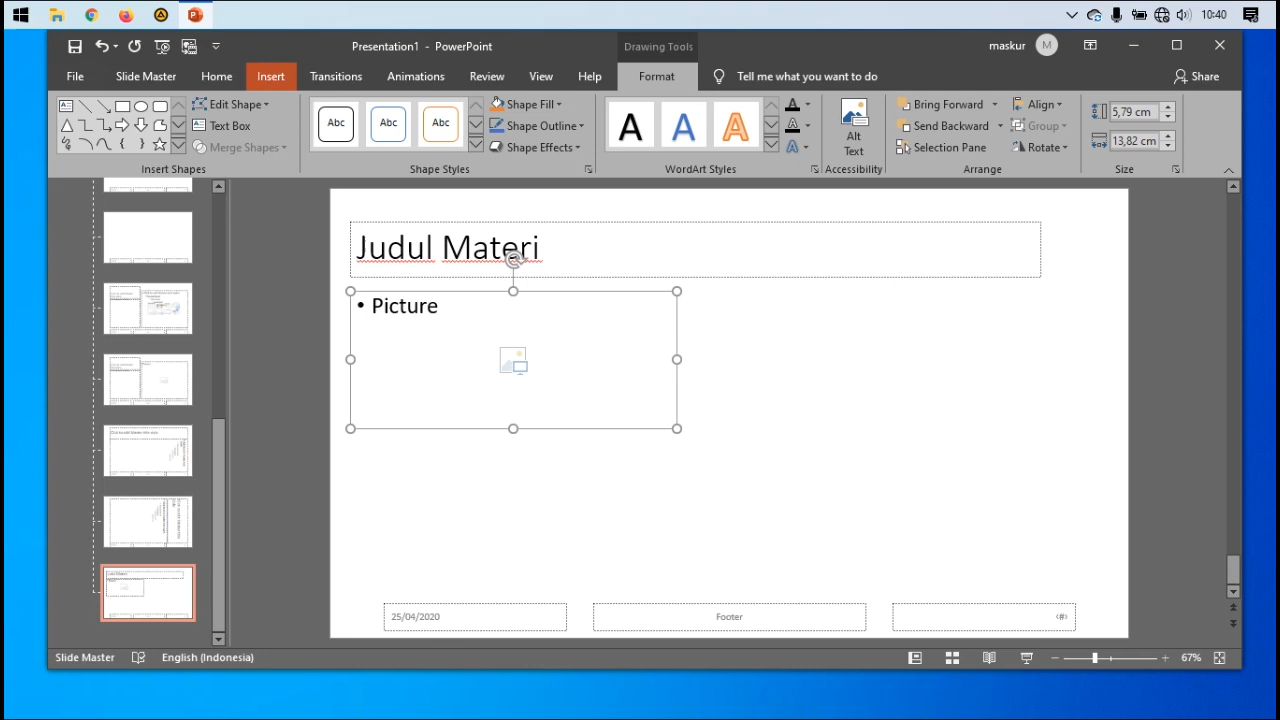 10:40
Presentation1 - PowerPoint
Drawing Tools
maskur
M
File
Slide Master
Home
Insert
Transitions
Animations
Review
View
Help
Format
Tell me what you want to do
Share
Edit Shape
Text Box
Merge Shapes
Insert Shapes
Abc
Abc
Abc
Shape Fill
Shape Outline
Shape Effects
Shape Styles
A
A
A
A
A
A
WordArt Styles
Alt
Text
Accessibility
Bring Forward
Send Backward
Selection Pane
Align
Group
Rotate
Arrange
5,79 cm
13,82 cm
Size
Judul Materi
• Picture
25/04/2020
Footer
‹#›
Slide Master
English (Indonesia)
67%